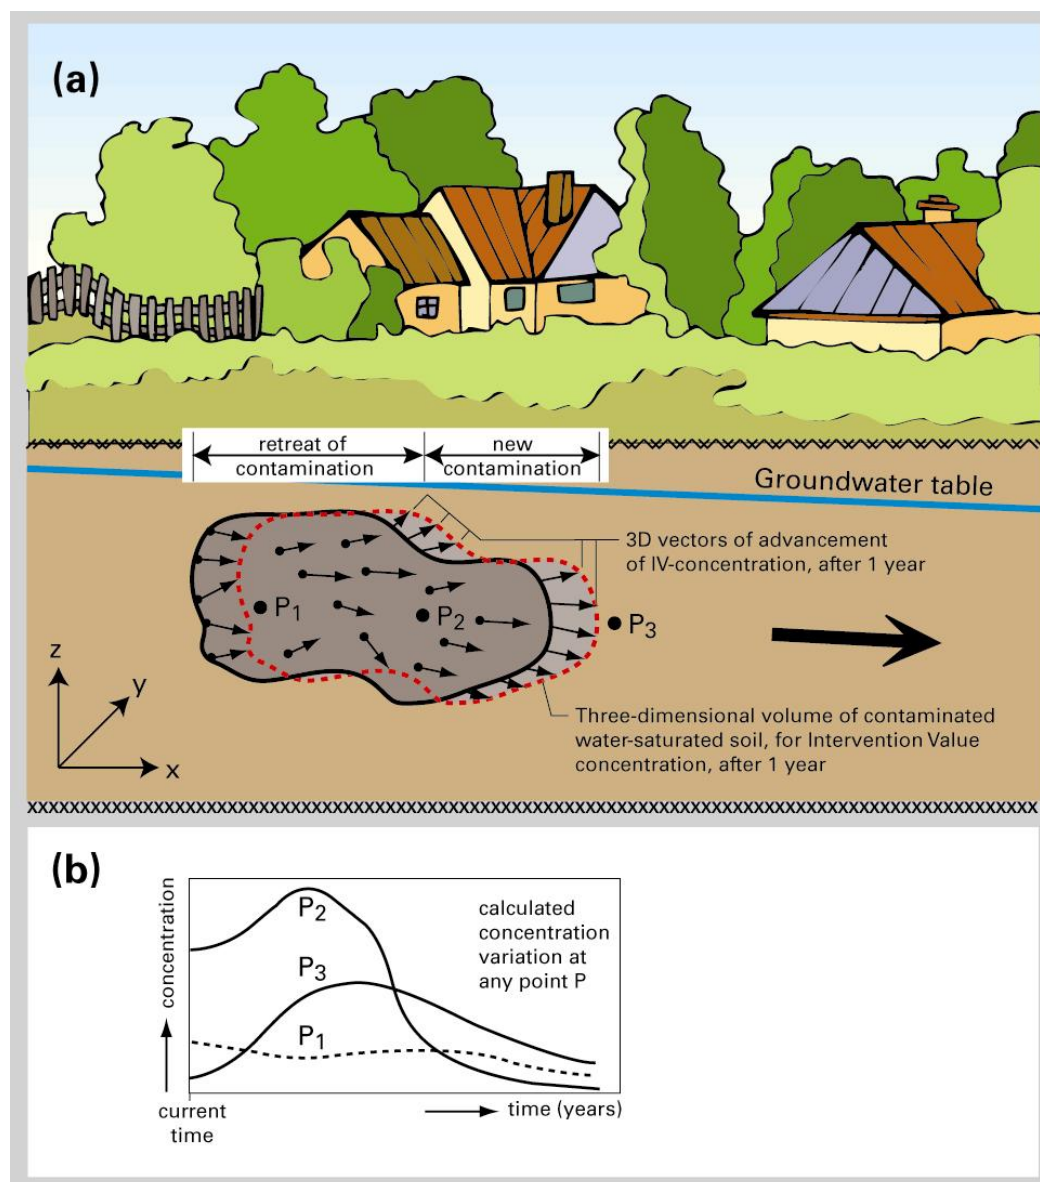 (a)
retreat of
contamination
new
contamination
Groundwater table
3D vectors of advancement
of IV-concentration, after 1 year
P1
P2
P3
z
y
x
Three-dimensional volume of contaminated
water-saturated soil, for Intervention Value
concentration, after 1 year
(b)
concentration
P2
P3
P1
calculated
concentration
variation at
any point P
current
time
time (years)